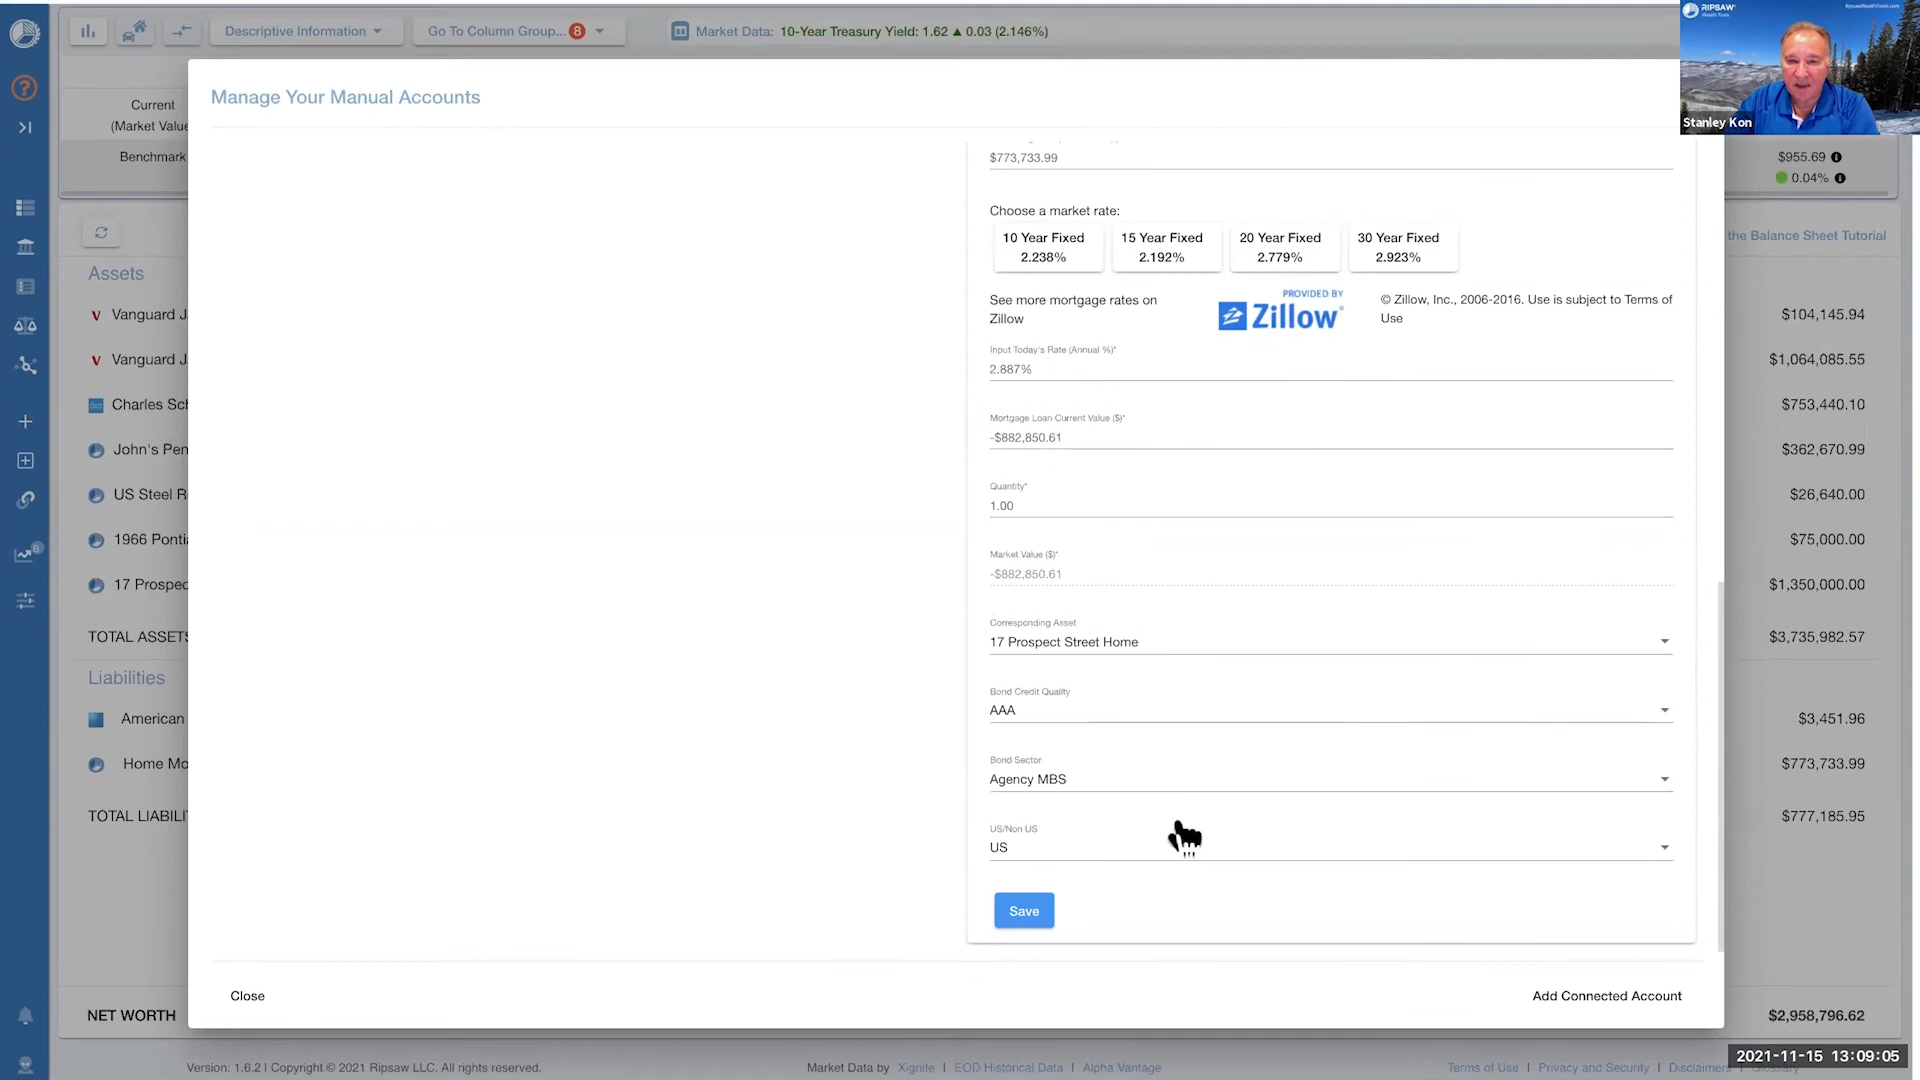 Descriptive Information
Go To Column Group... 8
Market Data: 10-Year Treasury Yield: 1.62 ▲ 0.03 (2.146%)
RIPSAW
Wealth Tools
RipsawWealthTools.com
Stanley Kon
Current
(Market Value
Benchmark
$955.69
0.04%
Manage Your Manual Accounts
$773,733.99
Choose a market rate:
10 Year Fixed
2.238%
15 Year Fixed
2.192%
20 Year Fixed
2.779%
30 Year Fixed
2.923%
See more mortgage rates on
Zillow
PROVIDED BY
Zillow
© Zillow, Inc., 2006-2016. Use is subject to Terms of
Use
Input Today's Rate (Annual %)*
2.887%
Mortgage Loan Current Value ($)*
-$882,850.61
Quantity*
1.00
Market Value ($)*
-$882,850.61
Corresponding Asset
17 Prospect Street Home
Bond Credit Quality
AAA
Bond Sector
Agency MBS
US/Non US
US
Save
Close
Add Connected Account
the Balance Sheet Tutorial
Assets
Vanguard J
$104,145.94
Vanguard J
$1,064,085.55
Charles Sch
$753,440.10
John's Pen
$362,670.99
US Steel R
$26,640.00
1966 Pontia
$75,000.00
17 Prospec
$1,350,000.00
TOTAL ASSETS
$3,735,982.57
Liabilities
American
$3,451.96
Home Mo
$773,733.99
TOTAL LIABILI
$777,185.95
NET WORTH
$2,958,796.62
Version: 1.6.2 | Copyright © 2021 Ripsaw LLC. All rights reserved.
Market Data by Xignite | EOD Historical Data | Alpha Vantage
Terms of Use | Privacy and Security | Disclaimers
2021-11-15 13:09:05